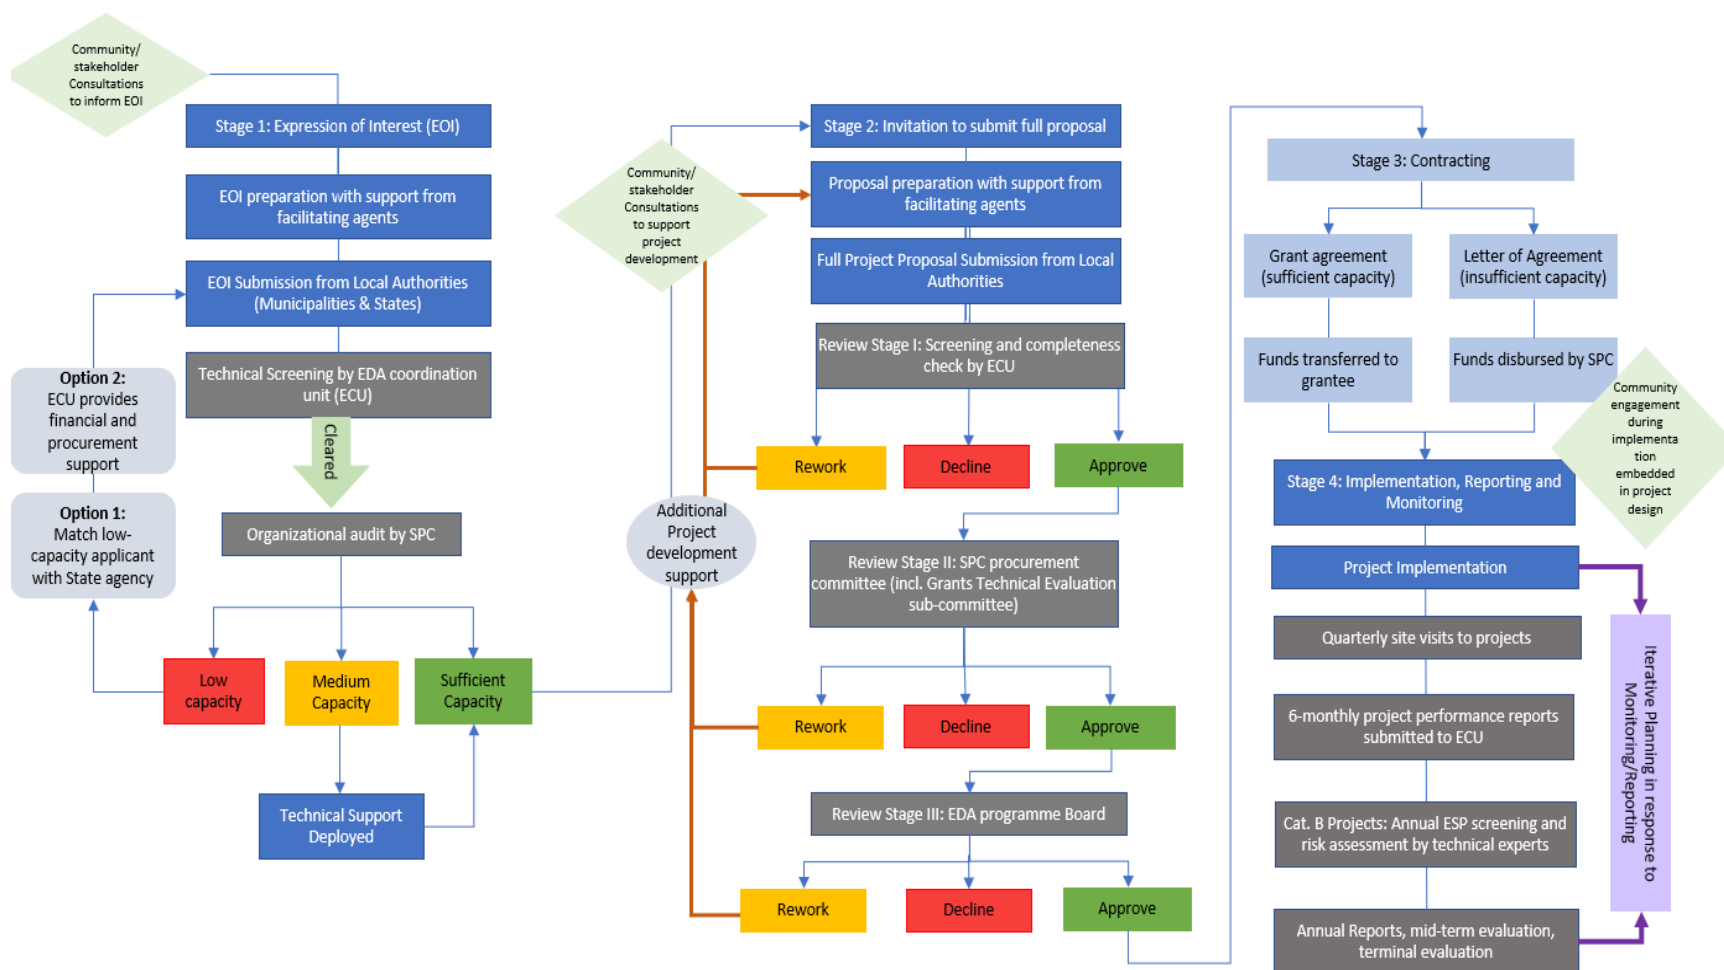 Community/
stakeholder
Consultations
to inform EOI
Stage 1: Expression of Interest (EOI)
EOI preparation with support from
facilitating agents
EOI Submission from Local Authorities
(Municipalities & States)
Technical Screening by EDA coordination
unit (ECU)
Cleared
Option 2:
ECU provides
financial and
procurement
support
Option 1:
Match low-
capacity applicant
with State agency
Organizational audit by SPC
Low
capacity
Medium
Capacity
Sufficient
Capacity
Technical Support
Deployed
Community/
stakeholder
Consultations
to support
project
development
Stage 2: Invitation to submit full proposal
Proposal preparation with support from
facilitating agents
Full Project Proposal Submission from Local
Authorities
Review Stage I: Screening and completeness
check by ECU
Rework
Decline
Approve
Additional
Project
development
support
Review Stage II: SPC procurement
committee (incl. Grants Technical Evaluation
sub-committee)
Rework
Decline
Approve
Review Stage III: EDA programme Board
Rework
Decline
Approve
Stage 3: Contracting
Grant agreement
(sufficient capacity)
Letter of Agreement
(insufficient capacity)
Funds transferred to
grantee
Funds disbursed by SPC
Community
engagement
during
implementa
tion
embedded
in project
design
Stage 4: Implementation, Reporting and
Monitoring
Project Implementation
Quarterly site visits to projects
6-monthly project performance reports
submitted to ECU
Cat. B Projects: Annual ESP screening and
risk assessment by technical experts
Annual Reports, mid-term evaluation,
terminal evaluation
Iterative Planning in response to
Monitoring/Reporting